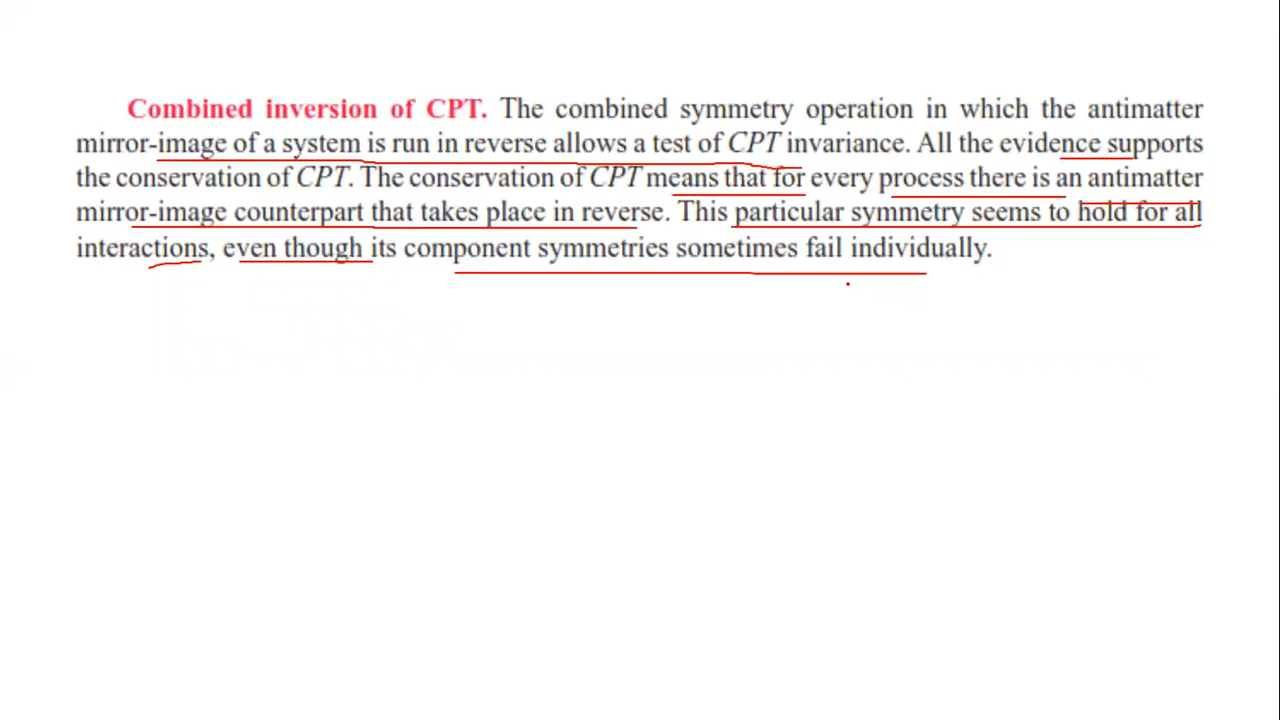 Combined inversion of CPT. The combined symmetry operation in which the antimatter
mirror-image of a system is run in reverse allows a test of CPT invariance. All the evidence supports
the conservation of CPT. The conservation of CPT means that for every process there is an antimatter
mirror-image counterpart that takes place in reverse. This particular symmetry seems to hold for all
interactions, even though its component symmetries sometimes fail individually.